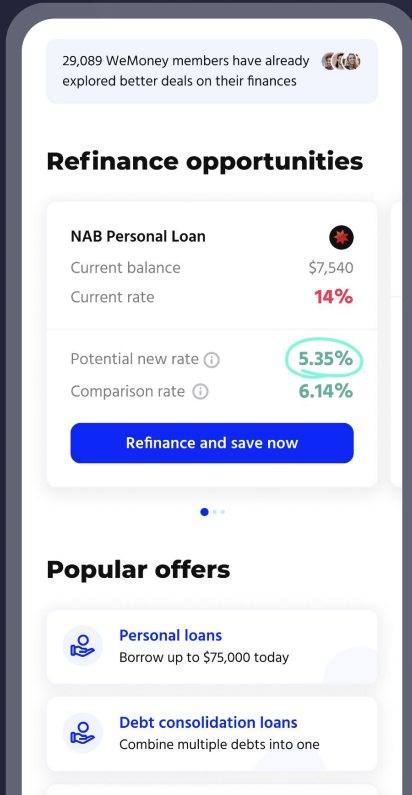 29,089 WeMoney members have already
explored better deals on their finances
Refinance opportunities
NAB Personal Loan
Current balance $7,540
Current rate 14%
Potential new rate 5.35%
Comparison rate 6.14%
Refinance and save now
Popular offers
Personal loans
Borrow up to $75,000 today
Debt consolidation loans
Combine multiple debts into one